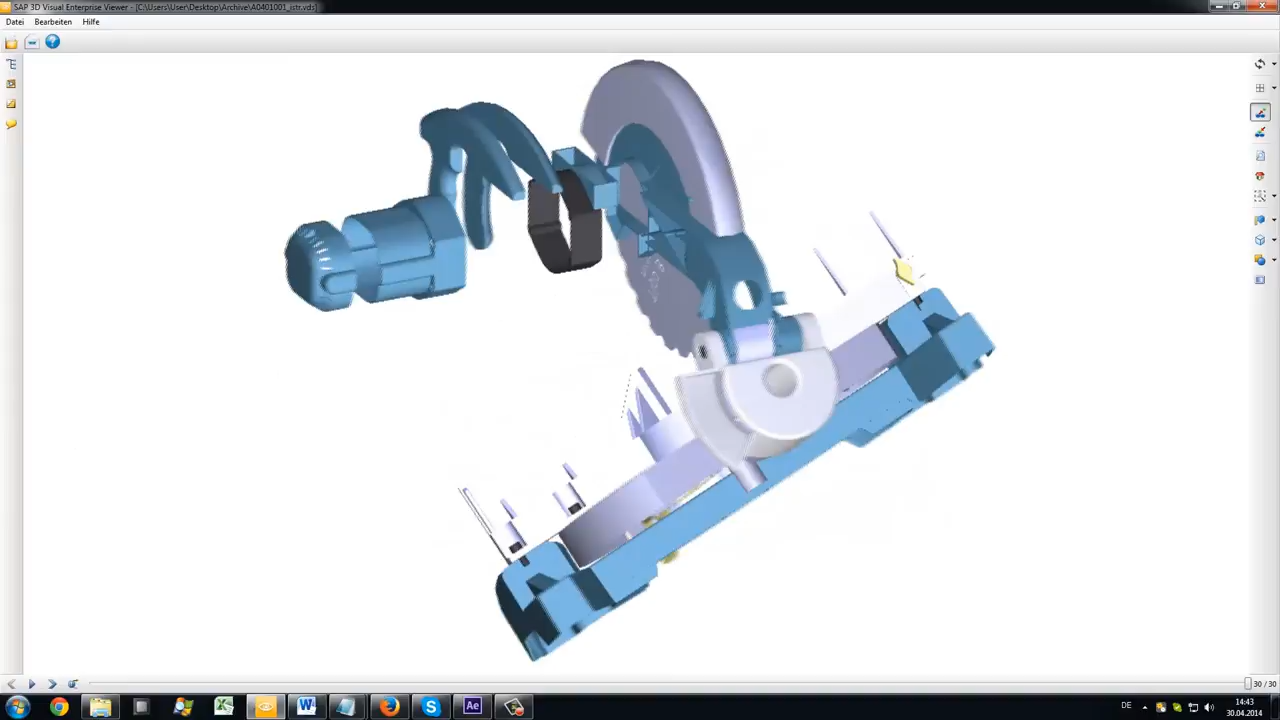 SAP 3D Visual Enterprise Viewer - [C:\Users\User\Desktop\Archive\A0401001_istr.vds]
Datei Bearbeiten Hilfe
30 / 30
DE
14:43
30.04.2014